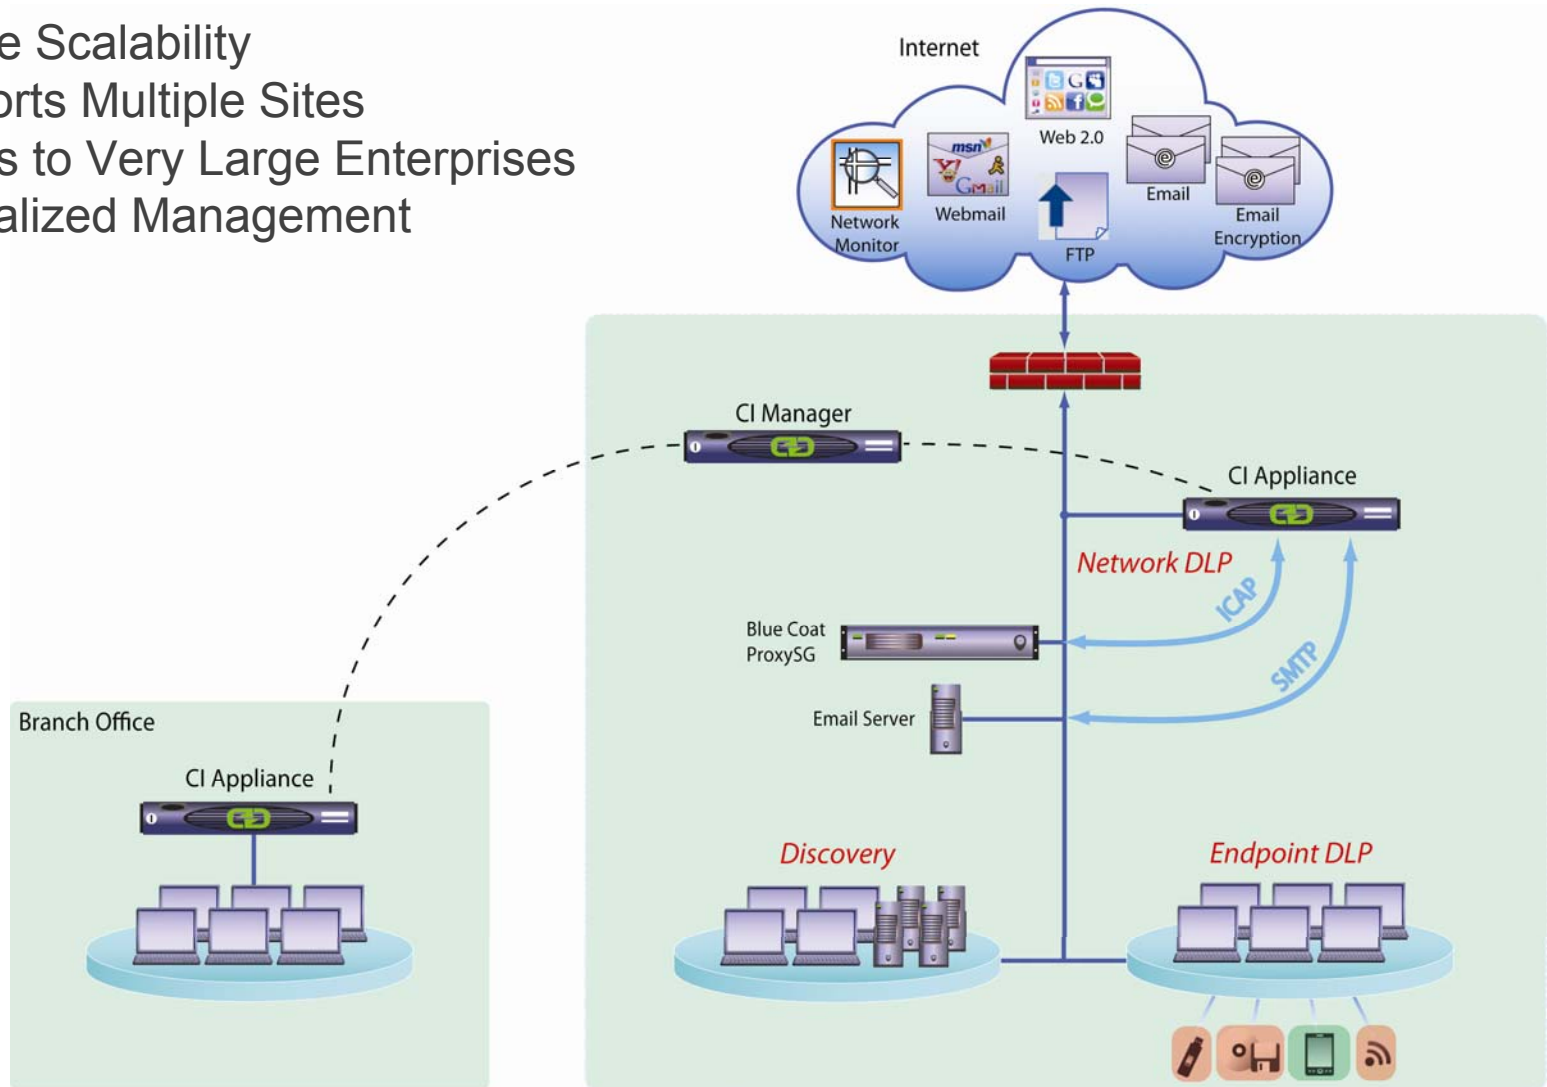 e Scalability
orts Multiple Sites
s to Very Large Enterprises
alized Management
Internet
Web 2.0
msn
Y!
GMail
G
f
Network
Monitor
Webmail
FTP
Email
Email
Encryption
CI Manager
CI Appliance
Network DLP
ICAP
SMTP
Blue Coat
ProxySG
Email Server
Branch Office
CI Appliance
Discovery
Endpoint DLP